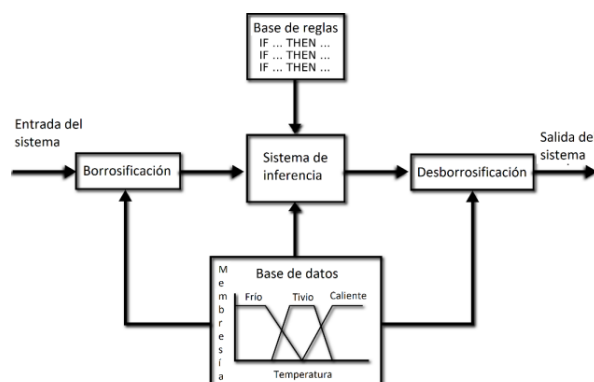 Base de reglas
IF ... THEN ...
IF ... THEN ...
IF ... THEN ...
Entrada del
sistema
Borrosificación
Sistema de
inferencia
Desborrosificación
Salida de
sistema
Membresía
Base de datos
Frío Tivio Caliente
Temperatura